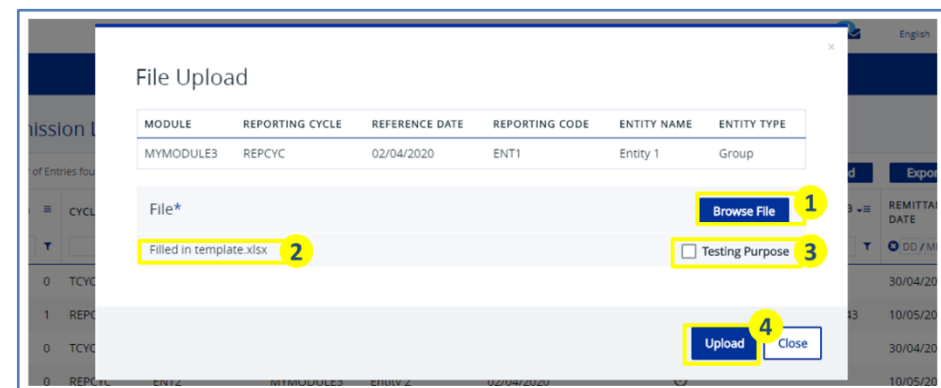 English
×
File Upload
MODULE REPORTING CYCLE REFERENCE DATE REPORTING CODE ENTITY NAME ENTITY TYPE
MYMODULE3 REPCYC 02/04/2020 ENT1 Entity 1 Group
of Entries fou
Expor
CYCL
REMITTAN
DATE
File*
Browse File
1
Filled in template.xlsx
2
Testing Purpose
3
DD / M
0 TCYC 30/04/20
1 REPC 43 10/05/20
0 TCYC 30/04/20
Upload
4
Close
0 REPCYC ENT2 MYMODULE3 Entity 2 02/04/2020 10/05/20